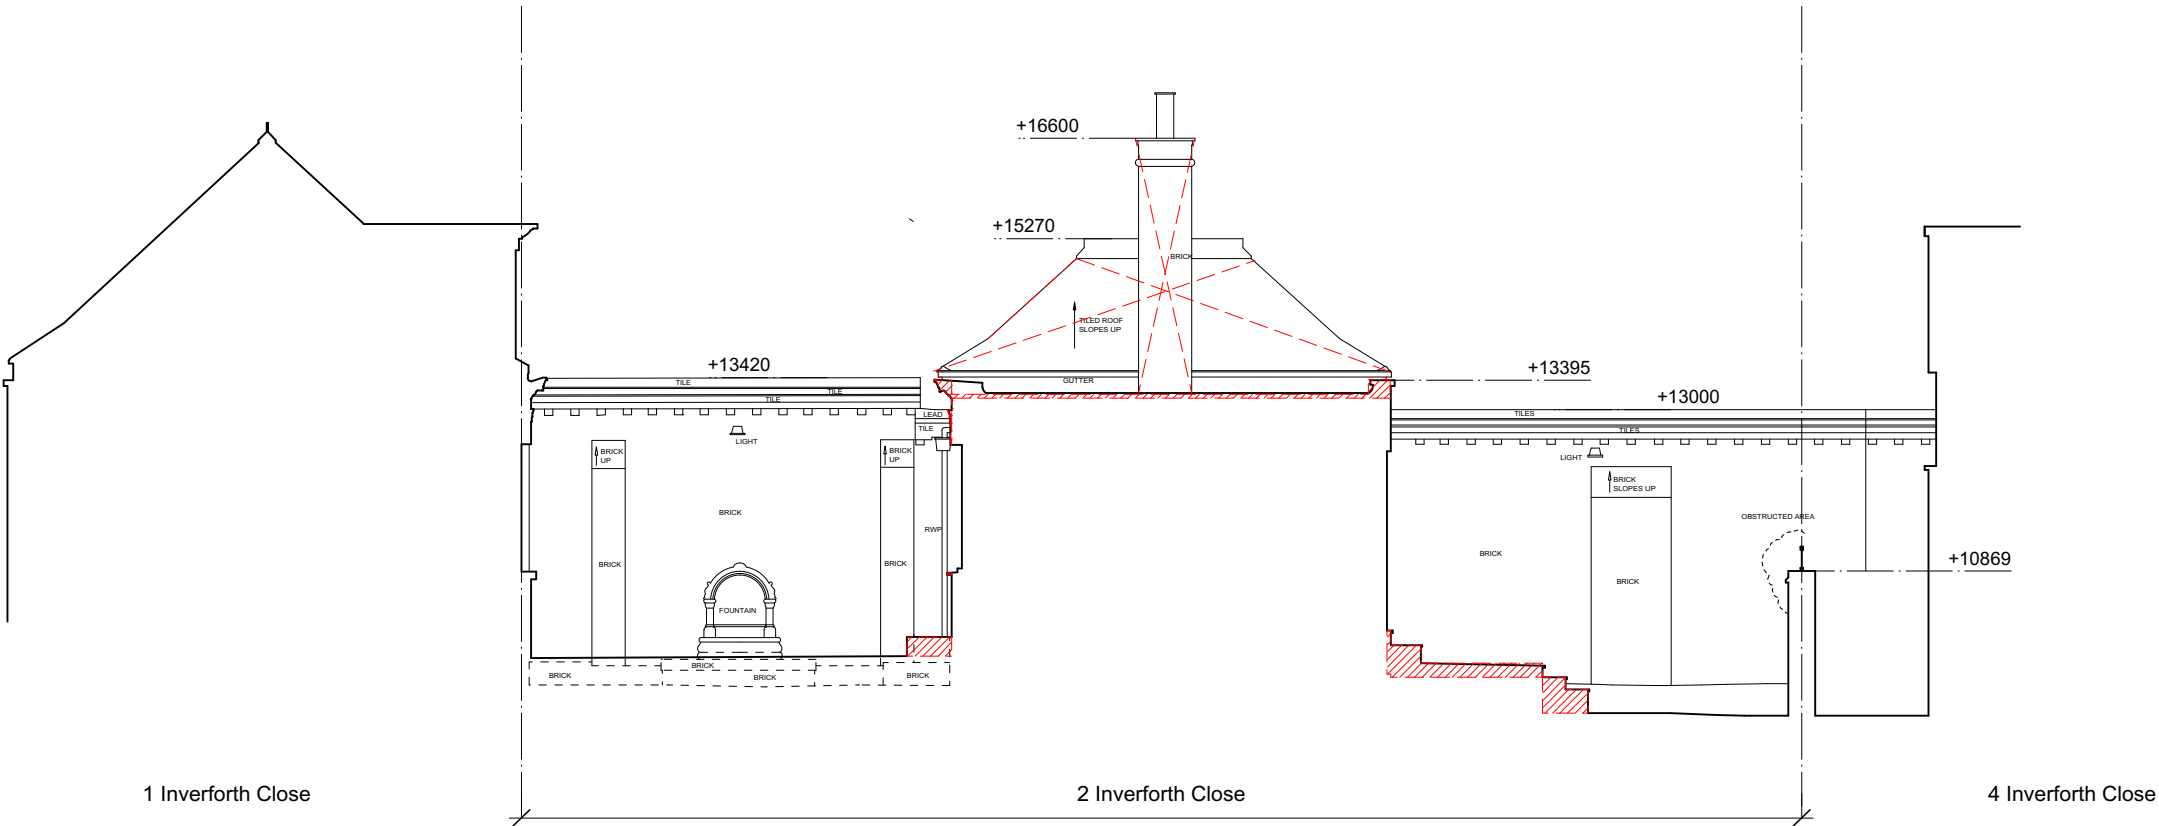 +16600
+15270
BRICK
TILED ROOF
SLOPES UP
+13420
+13395
TILE
GUTTER
TILE
TILE
+13000
LEAD
TILES
TILE
TILES
LIGHT
LIGHT
BRICK
UP
BRICK
UP
BRICK
SLOPES UP
BRICK
OBSTRUCTED AREA
RWP
BRICK
+10869
BRICK
BRICK
BRICK
FOUNTAIN
BRICK
BRICK
BRICK
BRICK
1 Inverforth Close
2 Inverforth Close
4 Inverforth Close